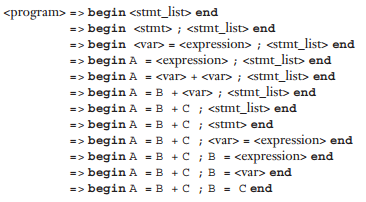 <program> => begin <stmt_list> end
=> begin <stmt> ; <stmt_list> end
=> begin <var> = <expression> ; <stmt_list> end
=> begin A = <expression> ; <stmt_list> end
=> begin A = <var> + <var> ; <stmt_list> end
=> begin A = B + <var> ; <stmt_list> end
=> begin A = B + C ; <stmt_list> end
=> begin A = B + C ; <stmt> end
=> begin A = B + C ; <var> = <expression> end
=> begin A = B + C ; B = <expression> end
=> begin A = B + C ; B = <var> end
=> begin A = B + C ; B = C end